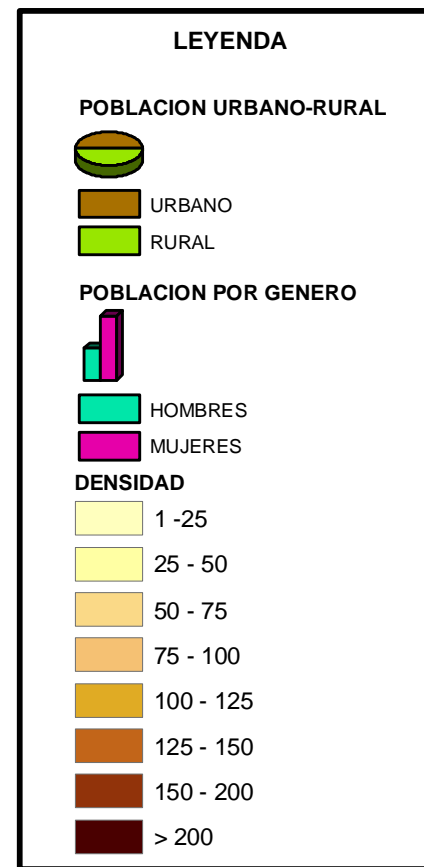 LEYENDA
POBLACION URBANO-RURAL
URBANO
RURAL
POBLACION POR GENERO
HOMBRES
MUJERES
DENSIDAD
1 -25
25 - 50
50 - 75
75 - 100
100 - 125
125 - 150
150 - 200
> 200